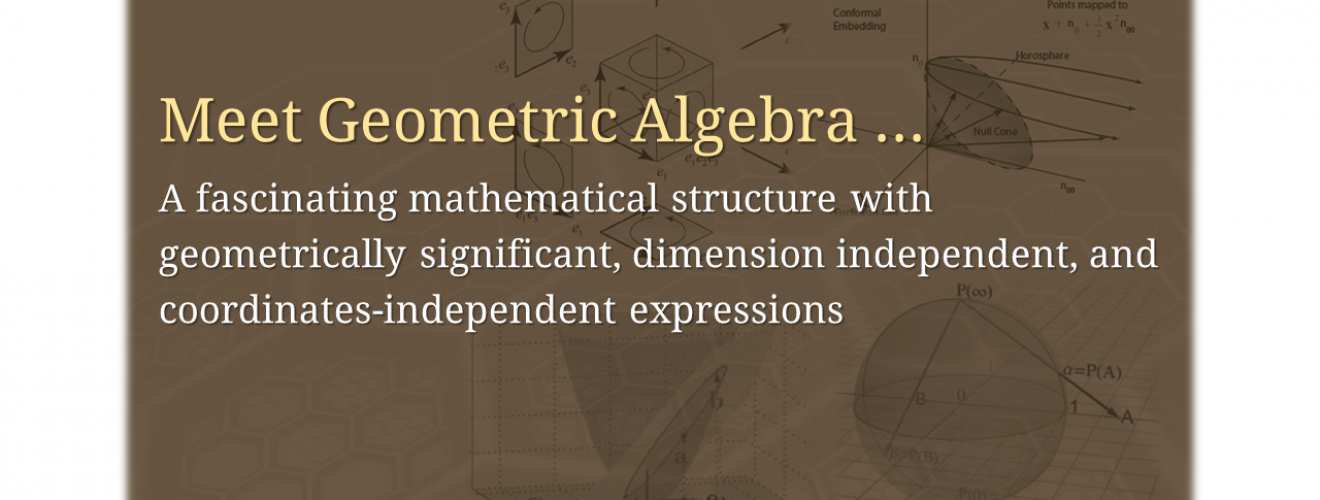 Conformal
Embedding
Points mapped to
Horosphere
Null Cone
Meet Geometric Algebra ...
A fascinating mathematical structure with
geometrically significant, dimension independent, and
coordinates-independent expressions
P(∞)
α=P(A)
B
0
1
A
b
a